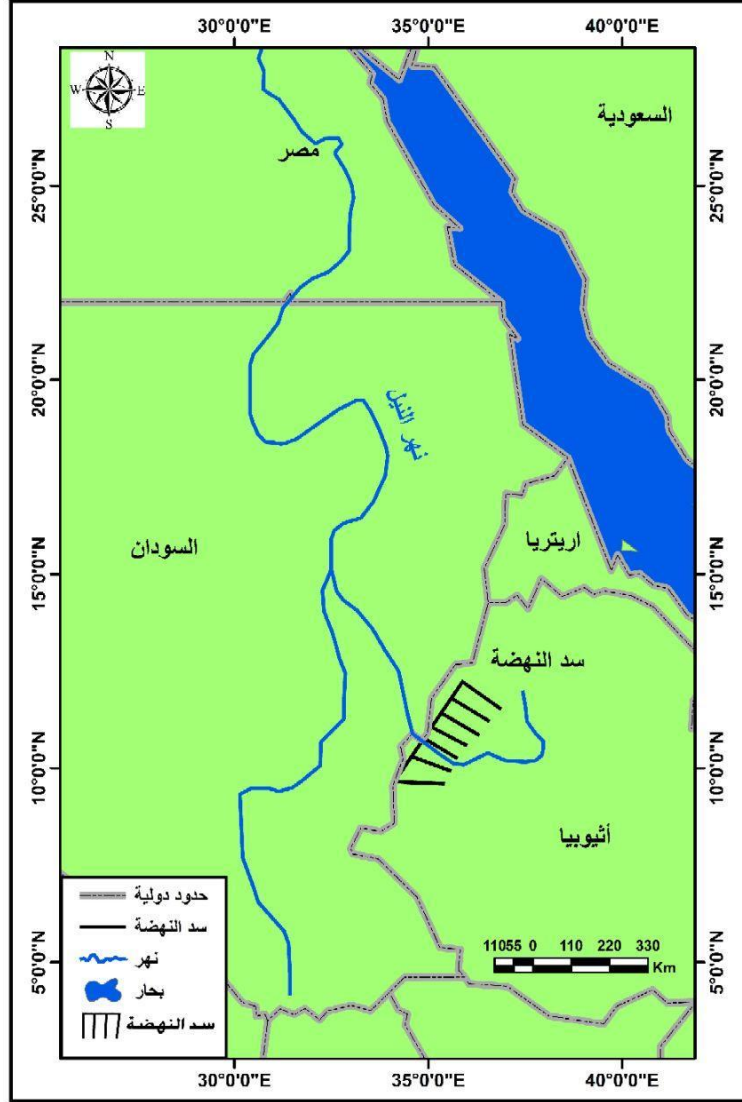 30°0'0"E 35°0'0"E 40°0'0"E
N
W E
S
السعودية
مصر
25°0'0"N 25°0'0"N
20°0'0"N 20°0'0"N
نهر النيل
السودان
اريتريا
15°0'0"N 15°0'0"N
سد النهضة
10°0'0"N 10°0'0"N
أثيوبيا
حدود دولية
سد النهضة
نهر
بحار
سد النهضة
11055 0 110 220 330
Km
5°0'0"N 5°0'0"N
30°0'0"E 35°0'0"E 40°0'0"E